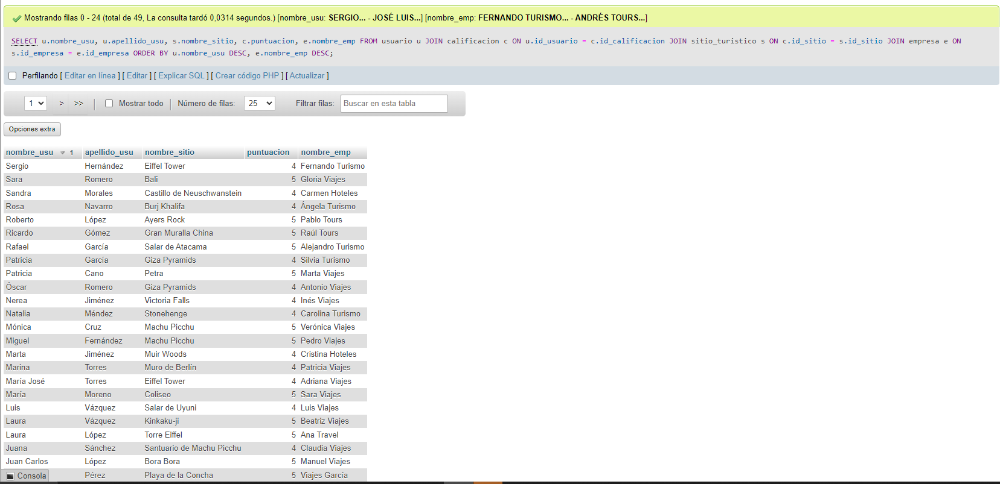 Mostrando filas 0 - 24 (total de 49, La consulta tardó 0,0314 segundos.) [nombre_usu: SERGIO... - JOSÉ LUIS...] [nombre_emp: FERNANDO TURISMO... - ANDRÉS TOURS...]
SELECT u.nombre_usu, u.apellido_usu, s.nombre_sitio, c.puntuacion, e.nombre_emp FROM usuario u JOIN calificacion c ON u.id_usuario = c.id_calificacion JOIN sitio_turistico s ON c.id_sitio = s.id_sitio JOIN empresa e ON
s.id_empresa = e.id_empresa ORDER BY u.nombre_usu DESC, e.nombre_emp DESC;
Perfilando [ Editar en línea ] [ Editar ] [ Explicar SQL ] [ Crear código PHP ] [ Actualizar ]
1 > >> | Mostrar todo | Número de filas: 25 Filtrar filas: Buscar en esta tabla
Opciones extra
nombre_usu 1 apellido_usu nombre_sitio puntuacion nombre_emp
Sergio Hernández Eiffel Tower 4 Fernando Turismo
Sara Romero Bali 5 Gloria Viajes
Sandra Morales Castillo de Neuschwanstein 4 Carmen Hoteles
Rosa Navarro Burj Khalifa 4 Ángela Turismo
Roberto López Ayers Rock 5 Pablo Tours
Ricardo Gómez Gran Muralla China 5 Raúl Tours
Rafael García Salar de Atacama 5 Alejandro Turismo
Patricia García Giza Pyramids 4 Silvia Turismo
Patricia Cano Petra 5 Marta Viajes
Óscar Romero Giza Pyramids 4 Antonio Viajes
Nerea Jiménez Victoria Falls 4 Inés Viajes
Natalia Méndez Stonehenge 4 Carolina Turismo
Mónica Cruz Machu Picchu 5 Verónica Viajes
Miguel Fernández Machu Picchu 5 Pedro Viajes
Marta Jiménez Muir Woods 4 Cristina Hoteles
Marina Torres Muro de Berlín 4 Patricia Viajes
María José Torres Eiffel Tower 4 Adriana Viajes
María Moreno Coliseo 5 Sara Viajes
Luis Vázquez Salar de Uyuni 4 Luis Viajes
Laura Vázquez Kinkaku-ji 5 Beatriz Viajes
Laura López Torre Eiffel 5 Ana Travel
Juana Sánchez Santuario de Machu Picchu 4 Claudia Viajes
Juan Carlos López Bora Bora 5 Manuel Viajes
Consola Pérez Playa de la Concha 5 Viajes García